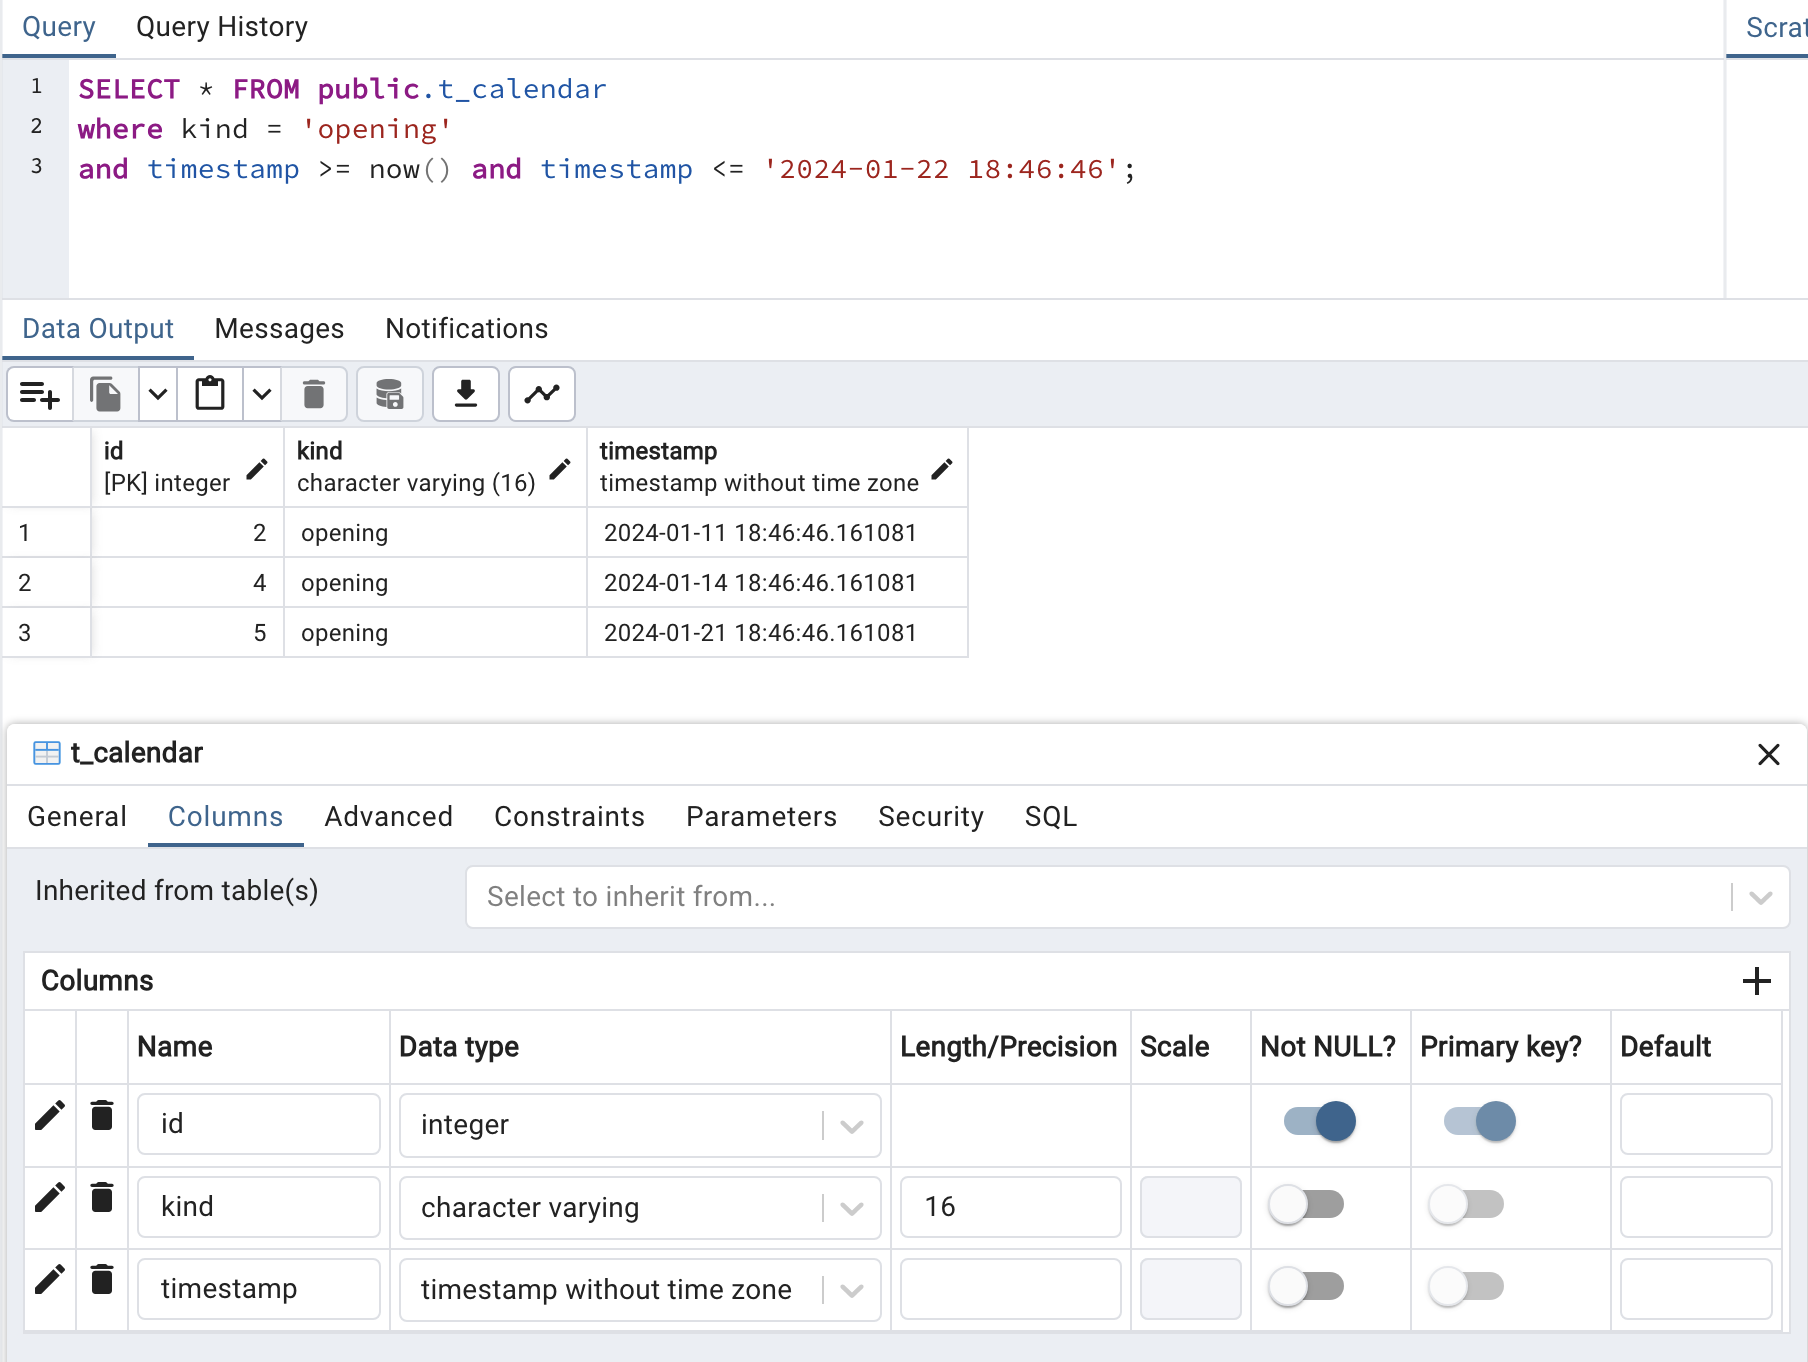 Query Query History Scrat
1 SELECT * FROM public.t_calendar
2 where kind = 'opening'
3 and timestamp >= now() and timestamp <= '2024-01-22 18:46:46';
Data Output Messages Notifications
id kind timestamp
[PK] integer character varying (16) timestamp without time zone
1 2 opening 2024-01-11 18:46:46.161081
2 4 opening 2024-01-14 18:46:46.161081
3 5 opening 2024-01-21 18:46:46.161081
t_calendar
General Columns Advanced Constraints Parameters Security SQL
Inherited from table(s) Select to inherit from...
Columns
Name Data type Length/Precision Scale Not NULL? Primary key? Default
id integer
kind character varying 16
timestamp timestamp without time zone